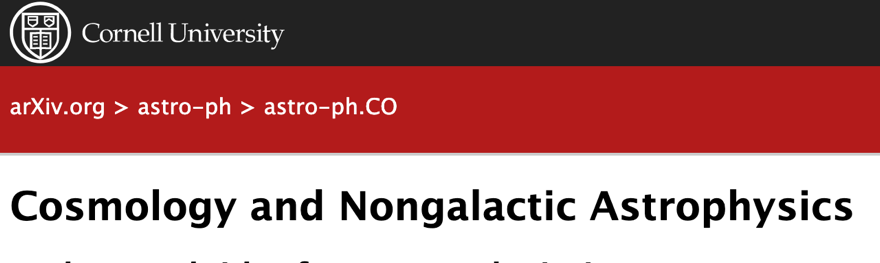 Cornell University
arXiv.org > astro-ph > astro-ph.CO
Cosmology and Nongalactic Astrophysics